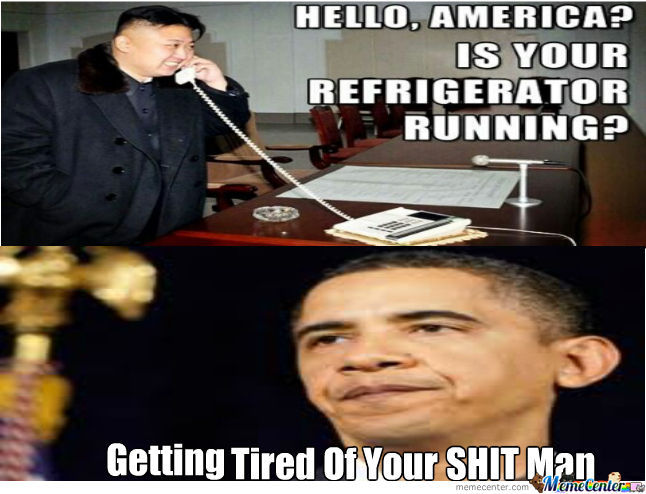 HELLO, AMERICA?
IS YOUR
REFRIGERATOR
RUNNING?
Getting Tired Of Your SHIT Man
memecenter.com MemeCenter